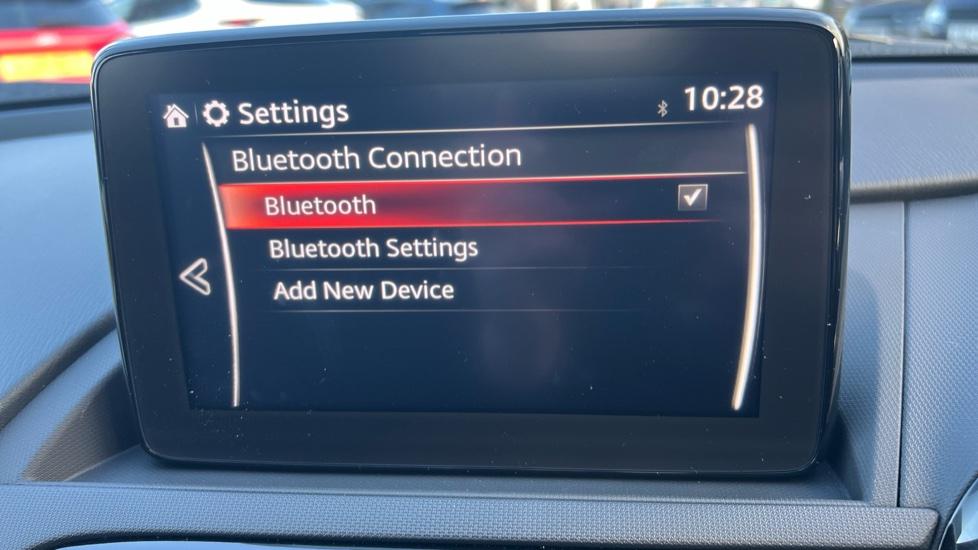 Settings 10:28
Bluetooth Connection
Bluetooth
Bluetooth Settings
Add New Device